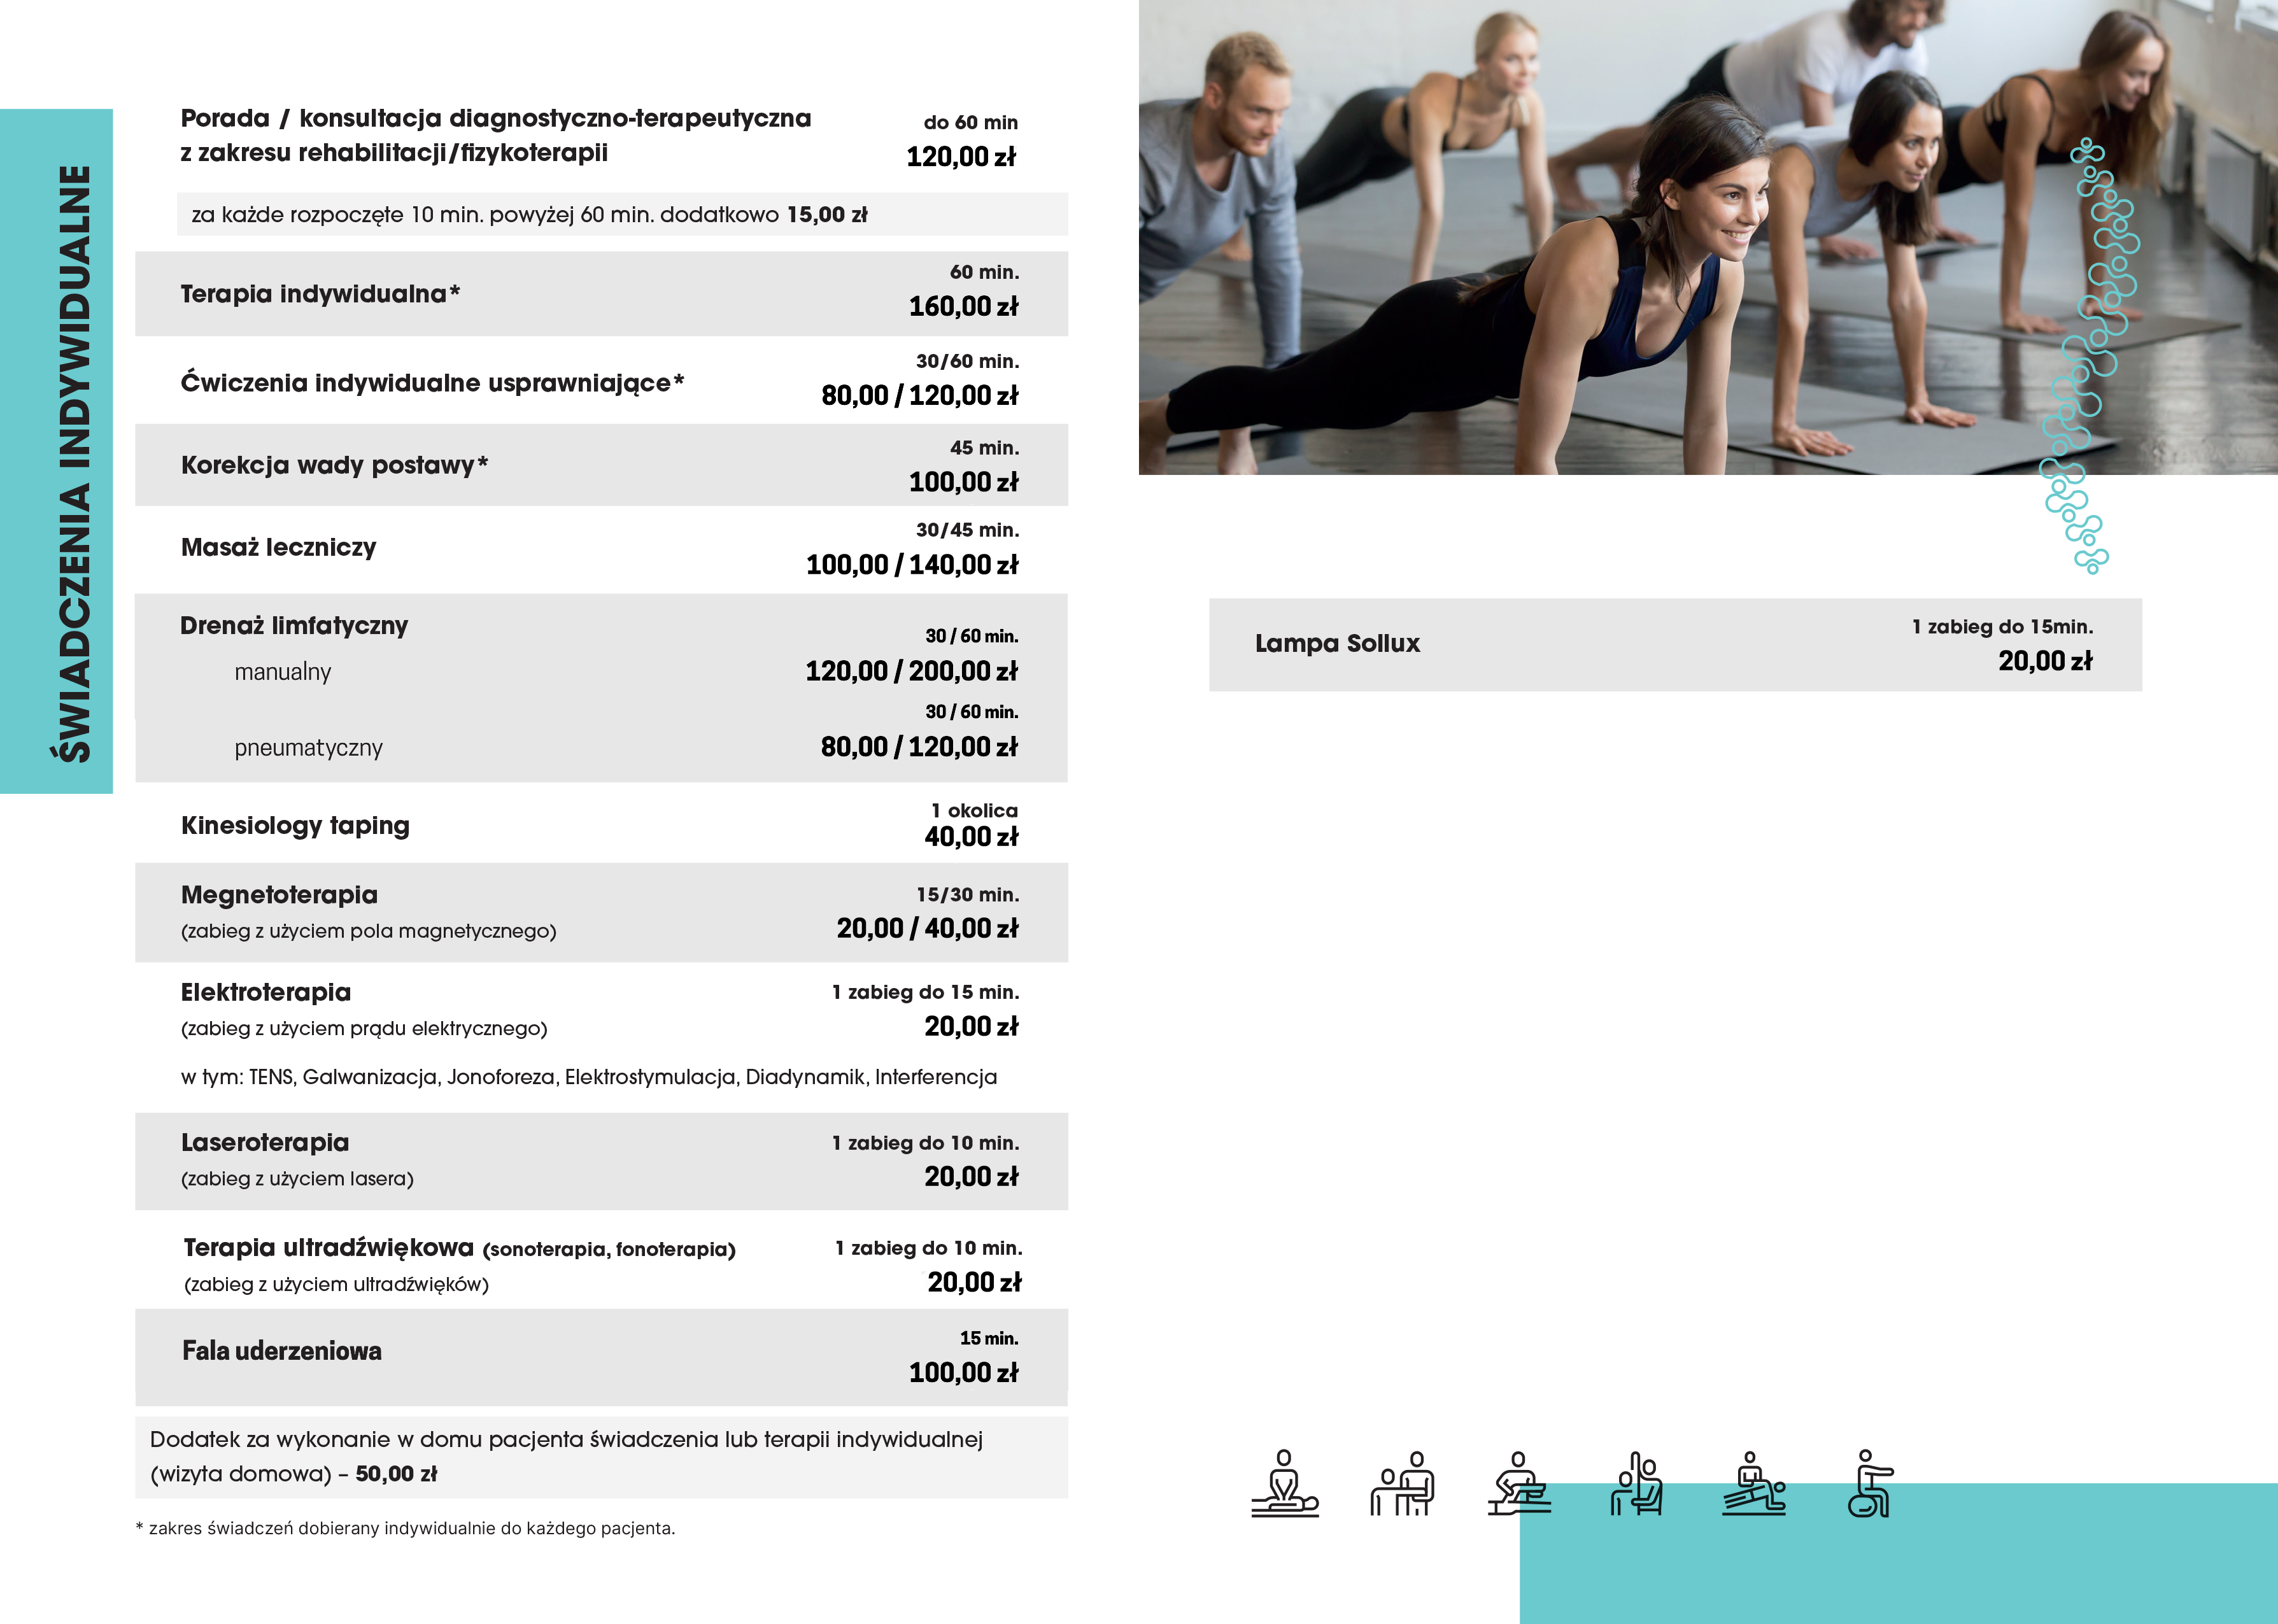 ŚWIADCZENIA INDYWIDUALNE
Porada / konsultacja diagnostyczno-terapeutyczna
z zakresu rehabilitacji/fizykoterapii
do 60 min
120,00 zł
za każde rozpoczęte 10 min. powyżej 60 min. dodatkowo 15,00 zł
Terapia indywidualna*
60 min.
160,00 zł
Ćwiczenia indywidualne usprawniające*
30/60 min.
80,00 / 120,00 zł
Korekcja wady postawy*
45 min.
100,00 zł
Masaż leczniczy
30/45 min.
100,00 / 140,00 zł
Drenaż limfatyczny
30 / 60 min.
manualny
120,00 / 200,00 zł
30 / 60 min.
pneumatyczny
80,00 / 120,00 zł
Kinesiology taping
1 okolica
40,00 zł
Megnetoterapia
15/30 min.
(zabieg z użyciem pola magnetycznego)
20,00 / 40,00 zł
Elektroterapia
1 zabieg do 15 min.
(zabieg z użyciem prądu elektrycznego)
20,00 zł
w tym: TENS, Galwanizacja, Jonoforeza, Elektrostymulacja, Diadynamik, Interferencja
Laseroterapia
1 zabieg do 10 min.
(zabieg z użyciem lasera)
20,00 zł
Terapia ultradźwiękowa (sonoterapia, fonoterapia)
1 zabieg do 10 min.
(zabieg z użyciem ultradźwięków)
20,00 zł
Fala uderzeniowa
15 min.
100,00 zł
Dodatek za wykonanie w domu pacjenta świadczenia lub terapii indywidualnej
(wizyta domowa) – 50,00 zł
* zakres świadczeń dobierany indywidualnie do każdego pacjenta.
Lampa Sollux
1 zabieg do 15min.
20,00 zł